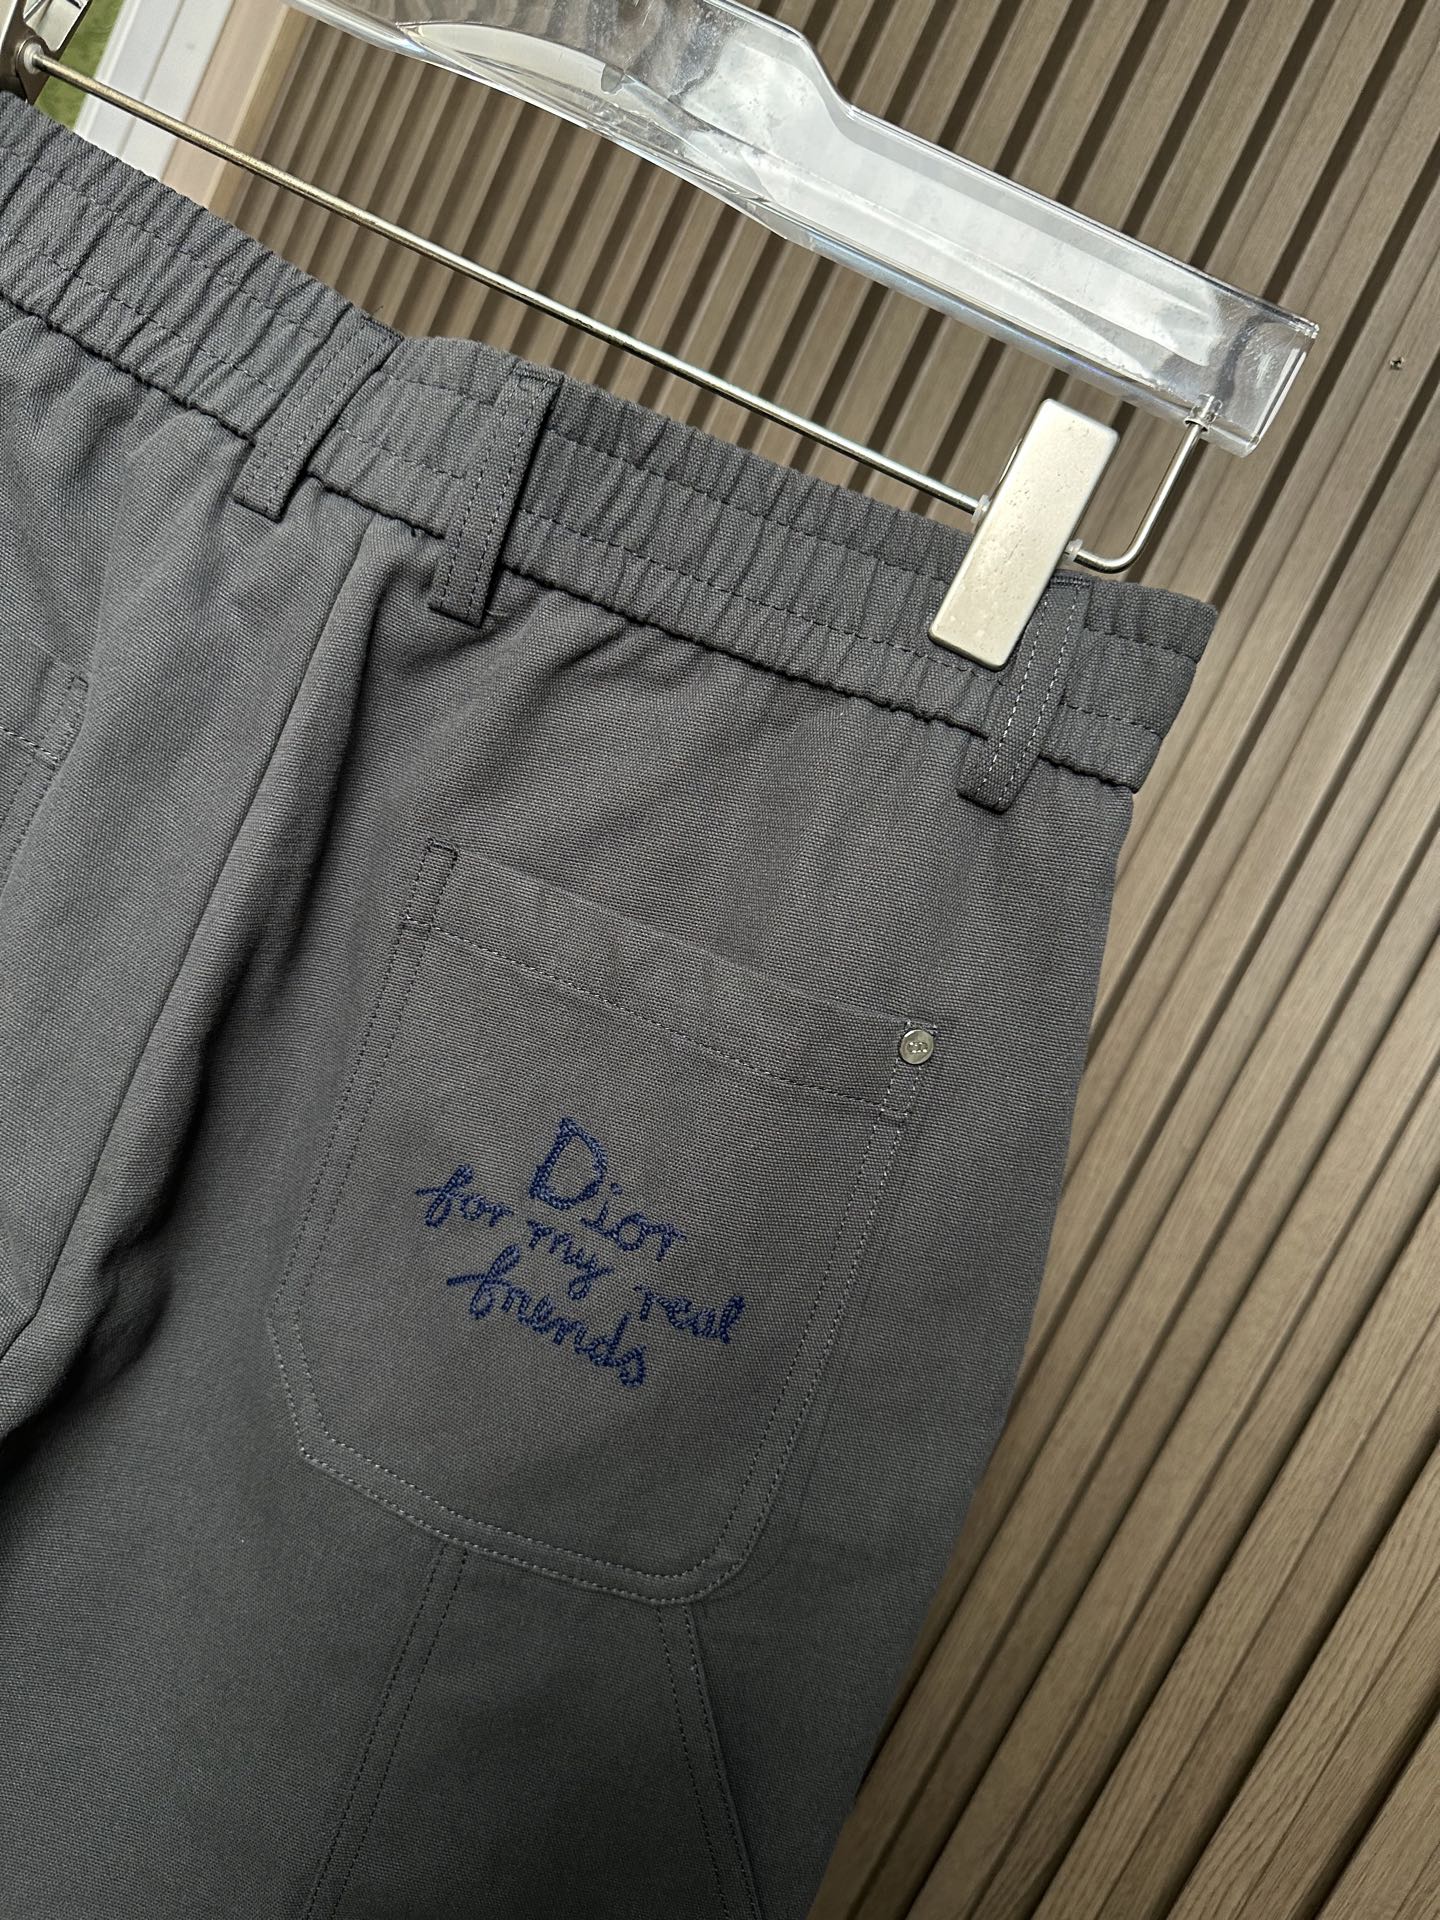 Dior
for my real
friends